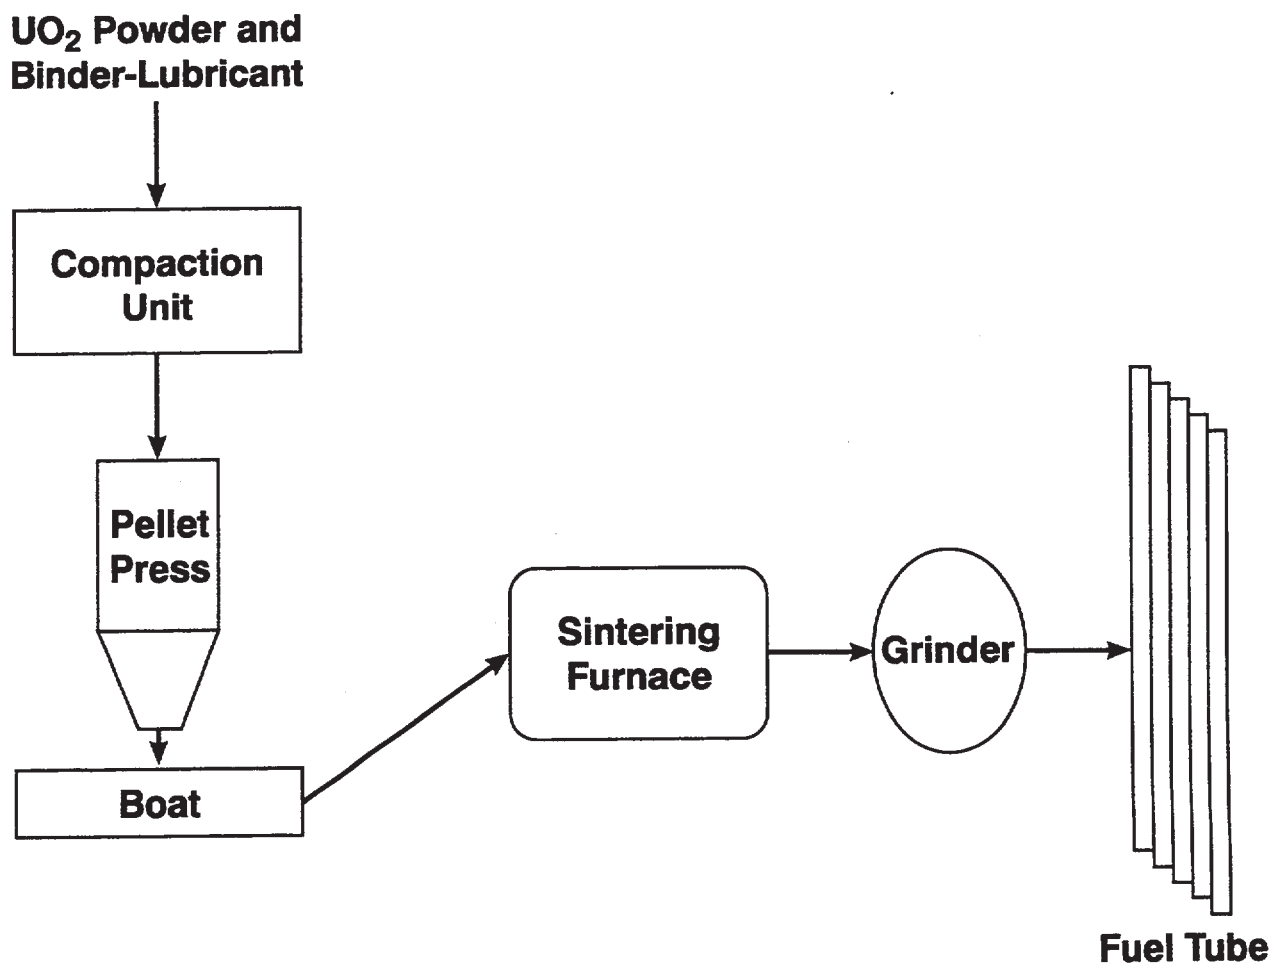 UO₂ Powder and
Binder-Lubricant
Compaction
Unit
Pellet
Press
Boat
Sintering
Furnace
Grinder
Fuel Tube